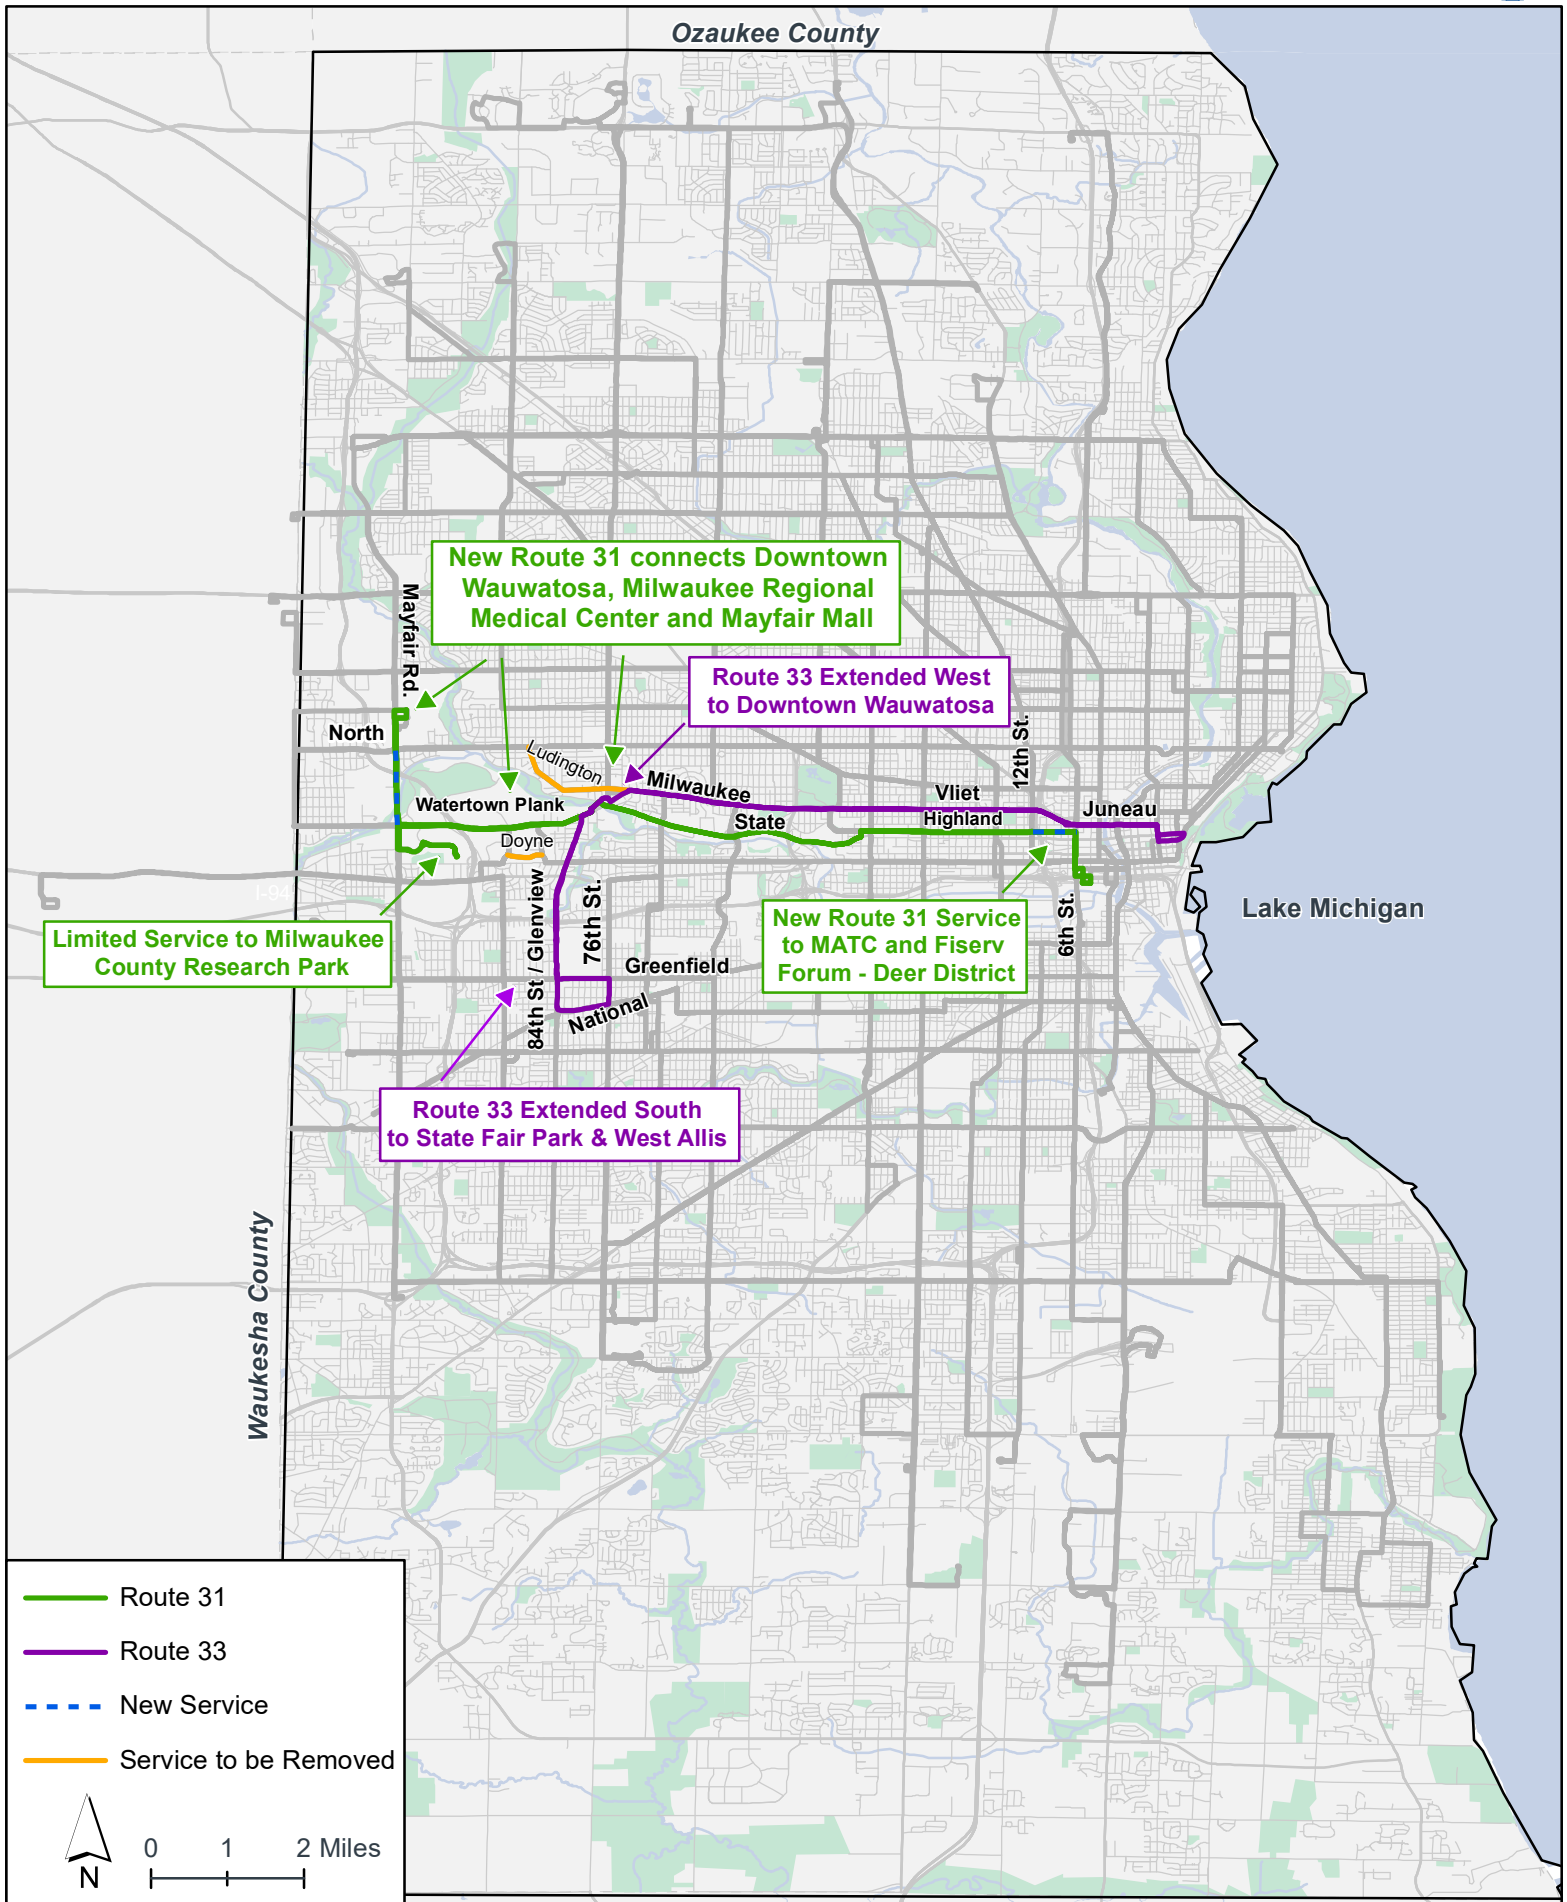 Ozaukee County
New Route 31 connects Downtown
Wauwatosa, Milwaukee Regional
Medical Center and Mayfair Mall
Mayfair Rd.
Route 33 Extended West
to Downtown Wauwatosa
North
Ludington
12th St.
Milwaukee
Vliet
Watertown Plank
Juneau
State
Highland
Doyne
I-94
84th St / Glenview
76th St.
6th St.
New Route 31 Service
to MATC and Fiserv
Forum - Deer District
Lake Michigan
Limited Service to Milwaukee
County Research Park
Greenfield
National
Route 33 Extended South
to State Fair Park & West Allis
Waukesha County
Route 31
Route 33
New Service
Service to be Removed
N
0 1 2 Miles